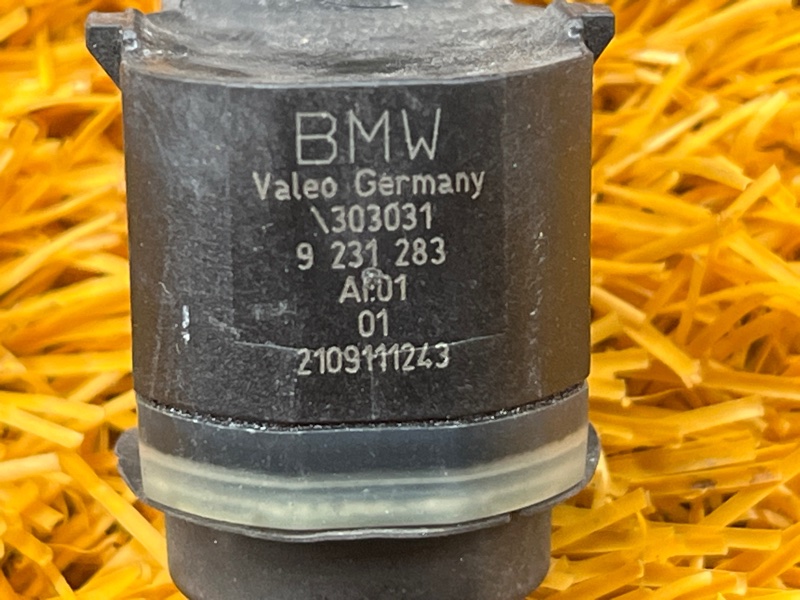 BMW
Valeo Germany
\303031
9 231 283
AI:01
01
2109111243